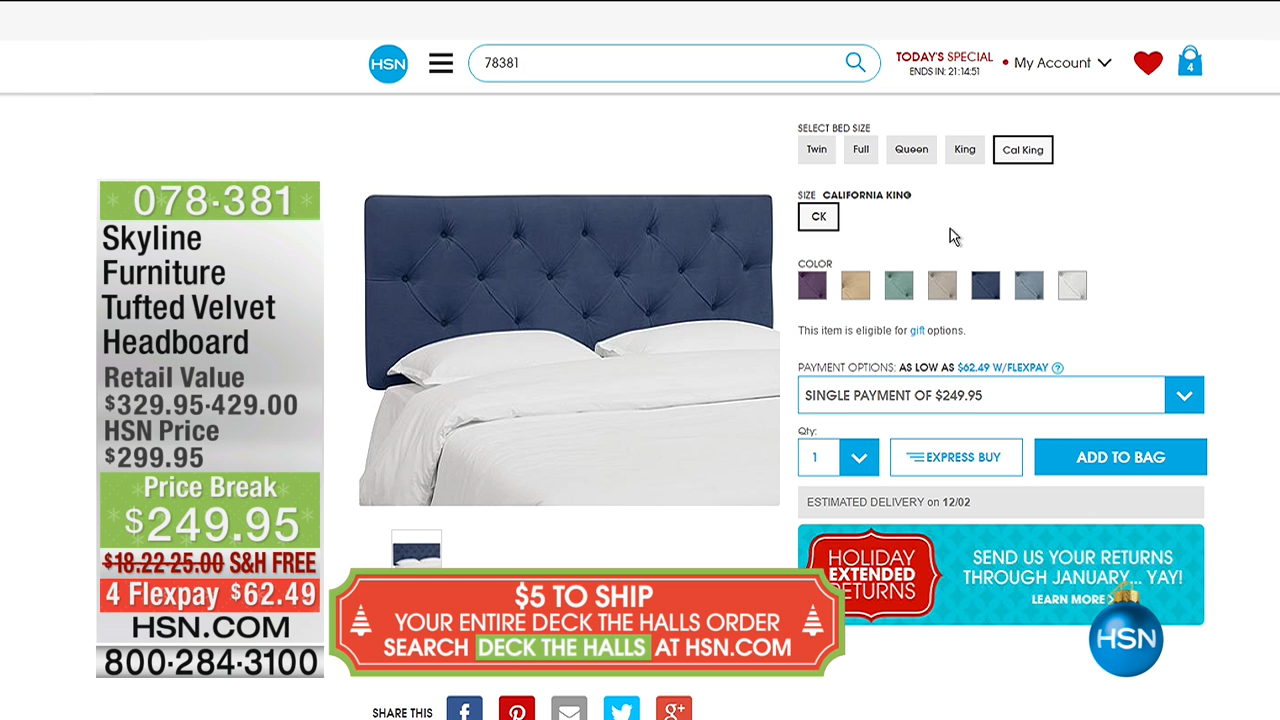 HSN
78381
TODAY'S SPECIAL
ENDS IN: 21:14:51
My Account
4
SELECT BED SIZE
Twin Full Queen King Cal King
SIZE CALIFORNIA KING
CK
COLOR
This item is eligible for gift options.
PAYMENT OPTIONS: AS LOW AS $62.49 W/FLEXPAY ?
SINGLE PAYMENT OF $249.95
Qty:
1
EXPRESS BUY
ADD TO BAG
ESTIMATED DELIVERY on 12/02
HOLIDAY
EXTENDED
RETURNS
SEND US YOUR RETURNS
THROUGH JANUARY... YAY!
LEARN MORE
HSN
078·381
Skyline
Furniture
Tufted Velvet
Headboard
Retail Value
$329.95-429.00
HSN Price
$299.95
Price Break
$249.95
$18.22-25.00 S&H FREE
4 Flexpay $62.49
HSN.COM
800·284·3100
$5 TO SHIP
YOUR ENTIRE DECK THE HALLS ORDER
SEARCH DECK THE HALLS AT HSN.COM
SHARE THIS
f
g+